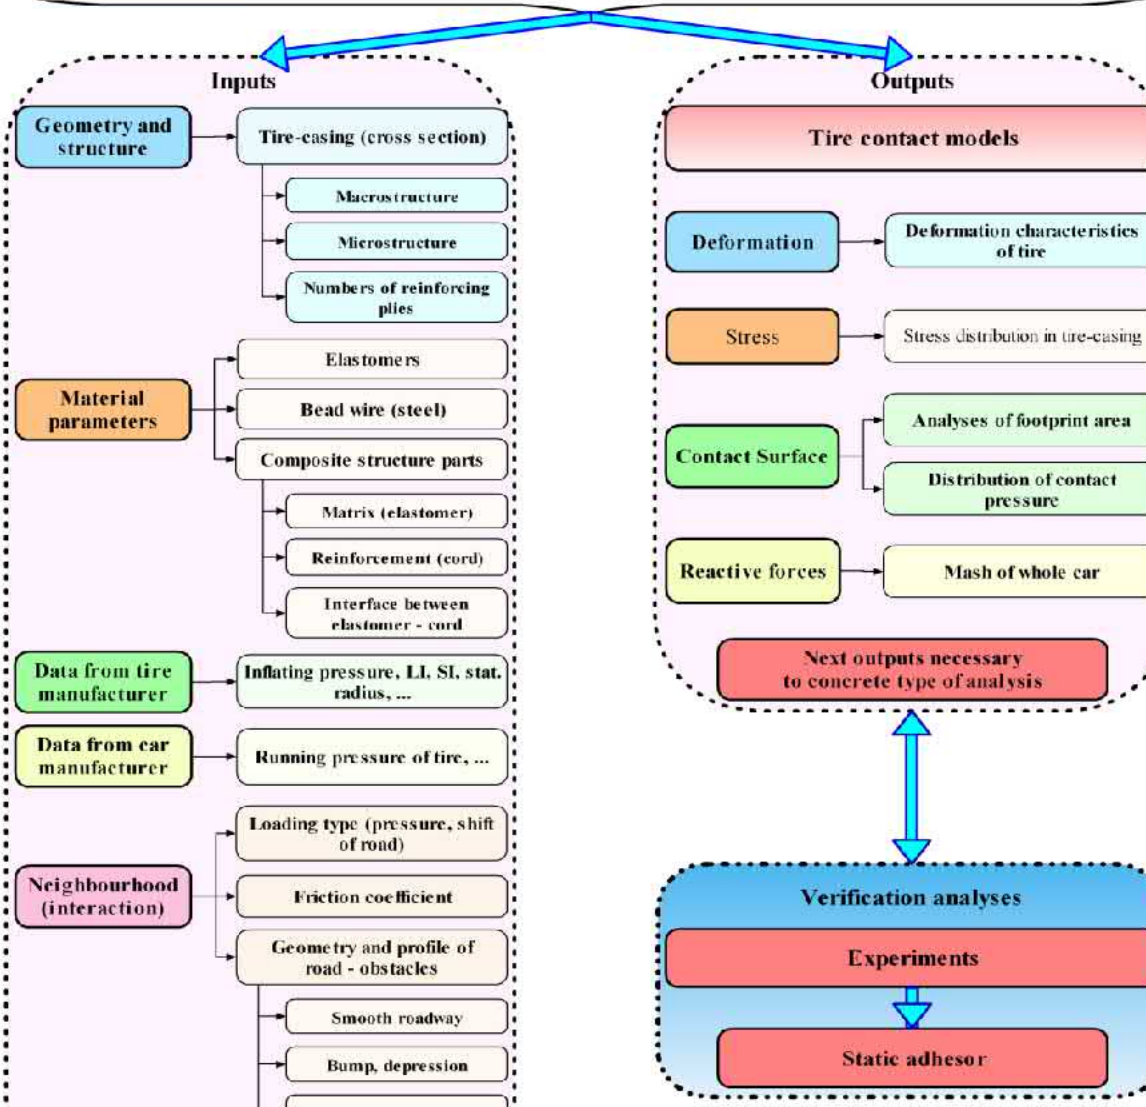 Inputs
Geometry and
structure
Tire-casing (cross section)
Macrostructure
Microstructure
Numbers of reinforcing
plies
Material
parameters
Elastomers
Bead wire (steel)
Composite structure parts
Matrix (elastomer)
Reinforcement (cord)
Interface between
elastomer - cord
Data from tire
manufacturer
Inflating pressure, LI, SI, stat.
radius, ...
Data from car
manufacturer
Running pressure of tire, ...
Neighbourhood
(interaction)
Loading type (pressure, shift
of road)
Friction coefficient
Geometry and profile of
road - obstacles
Smooth roadway
Bump, depression
Outputs
Tire contact models
Deformation
Deformation characteristics
of tire
Stress
Stress distribution in tire-casing
Contact Surface
Analyses of footprint area
Distribution of contact
pressure
Reactive forces
Mash of whole car
Next outputs necessary
to concrete type of analysis
Verification analyses
Experiments
Static adhesor